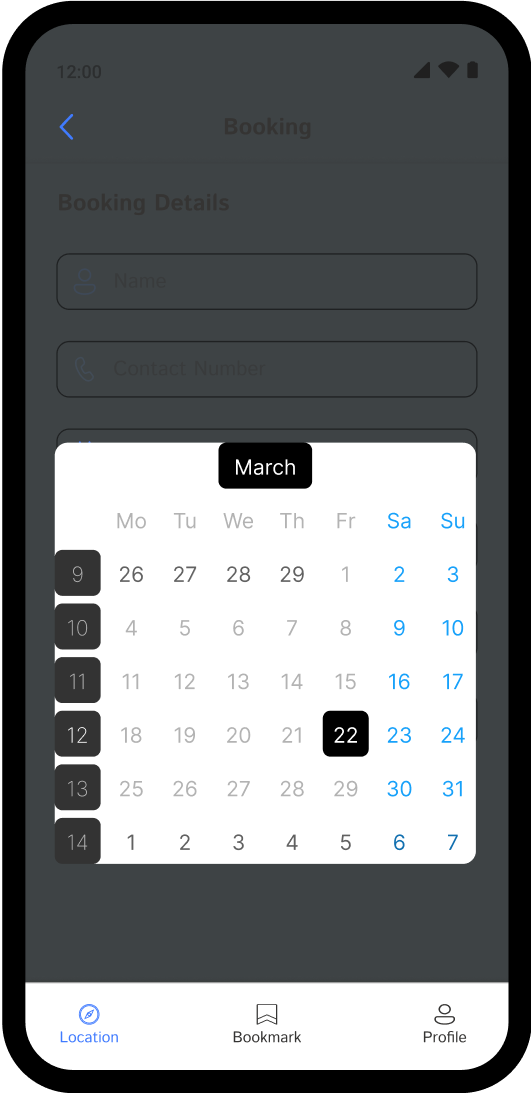 12:00
Booking
Booking Details
Name
Contact Number
March
Mo Tu We Th Fr Sa Su
9 26 27 28 29 1 2 3
10 4 5 6 7 8 9 10
11 11 12 13 14 15 16 17
12 18 19 20 21 22 23 24
13 25 26 27 28 29 30 31
14 1 2 3 4 5 6 7
Location Bookmark Profile